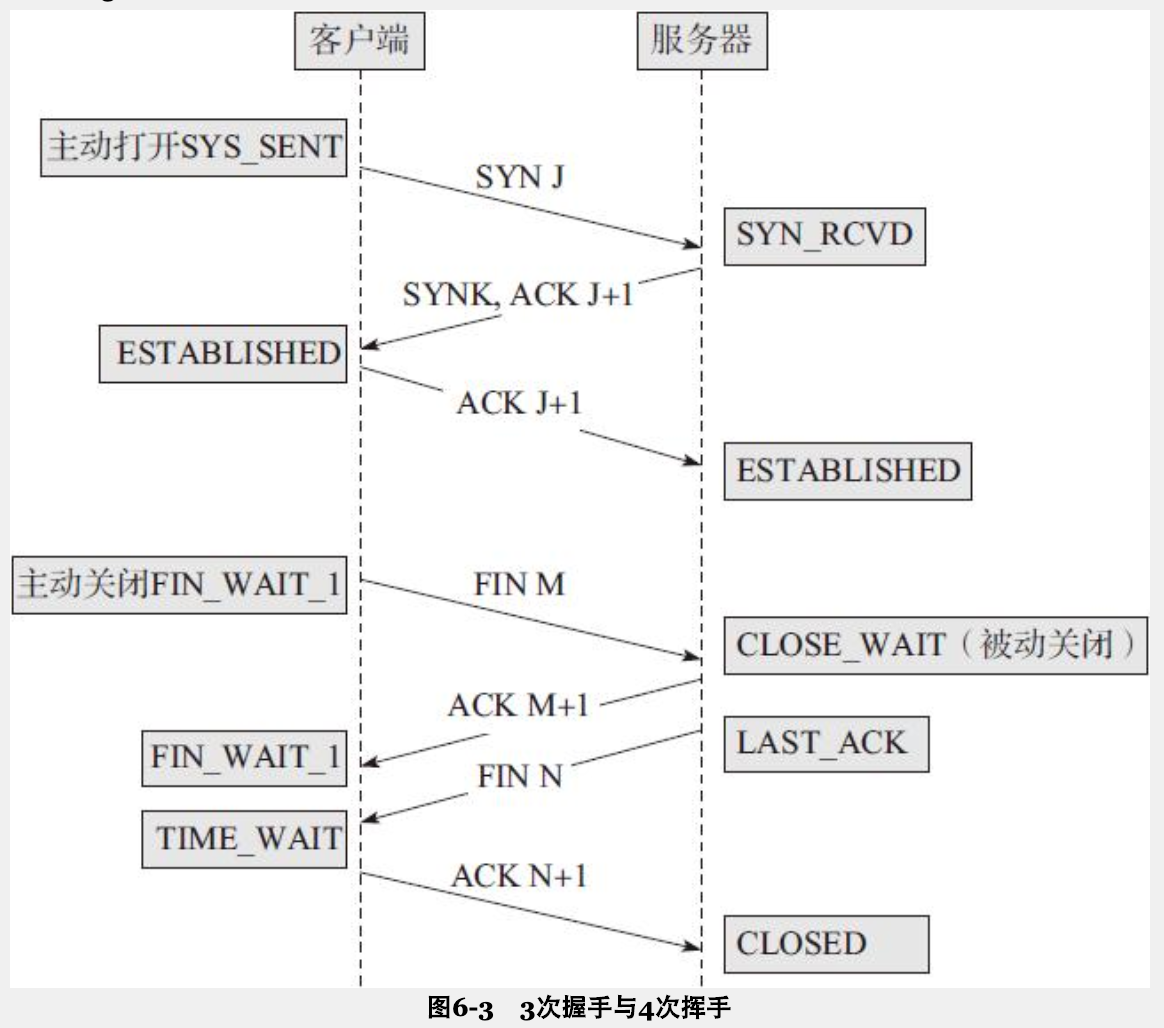 客户端
服务器
主动打开SYS_SENT
SYN J
SYN_RCVD
SYNK, ACK J+1
ESTABLISHED
ACK J+1
ESTABLISHED
主动关闭FIN_WAIT_1
FIN M
CLOSE_WAIT（被动关闭）
ACK M+1
LAST_ACK
FIN_WAIT_1
FIN N
TIME_WAIT
ACK N+1
CLOSED
图6-3 3次握手与4次挥手